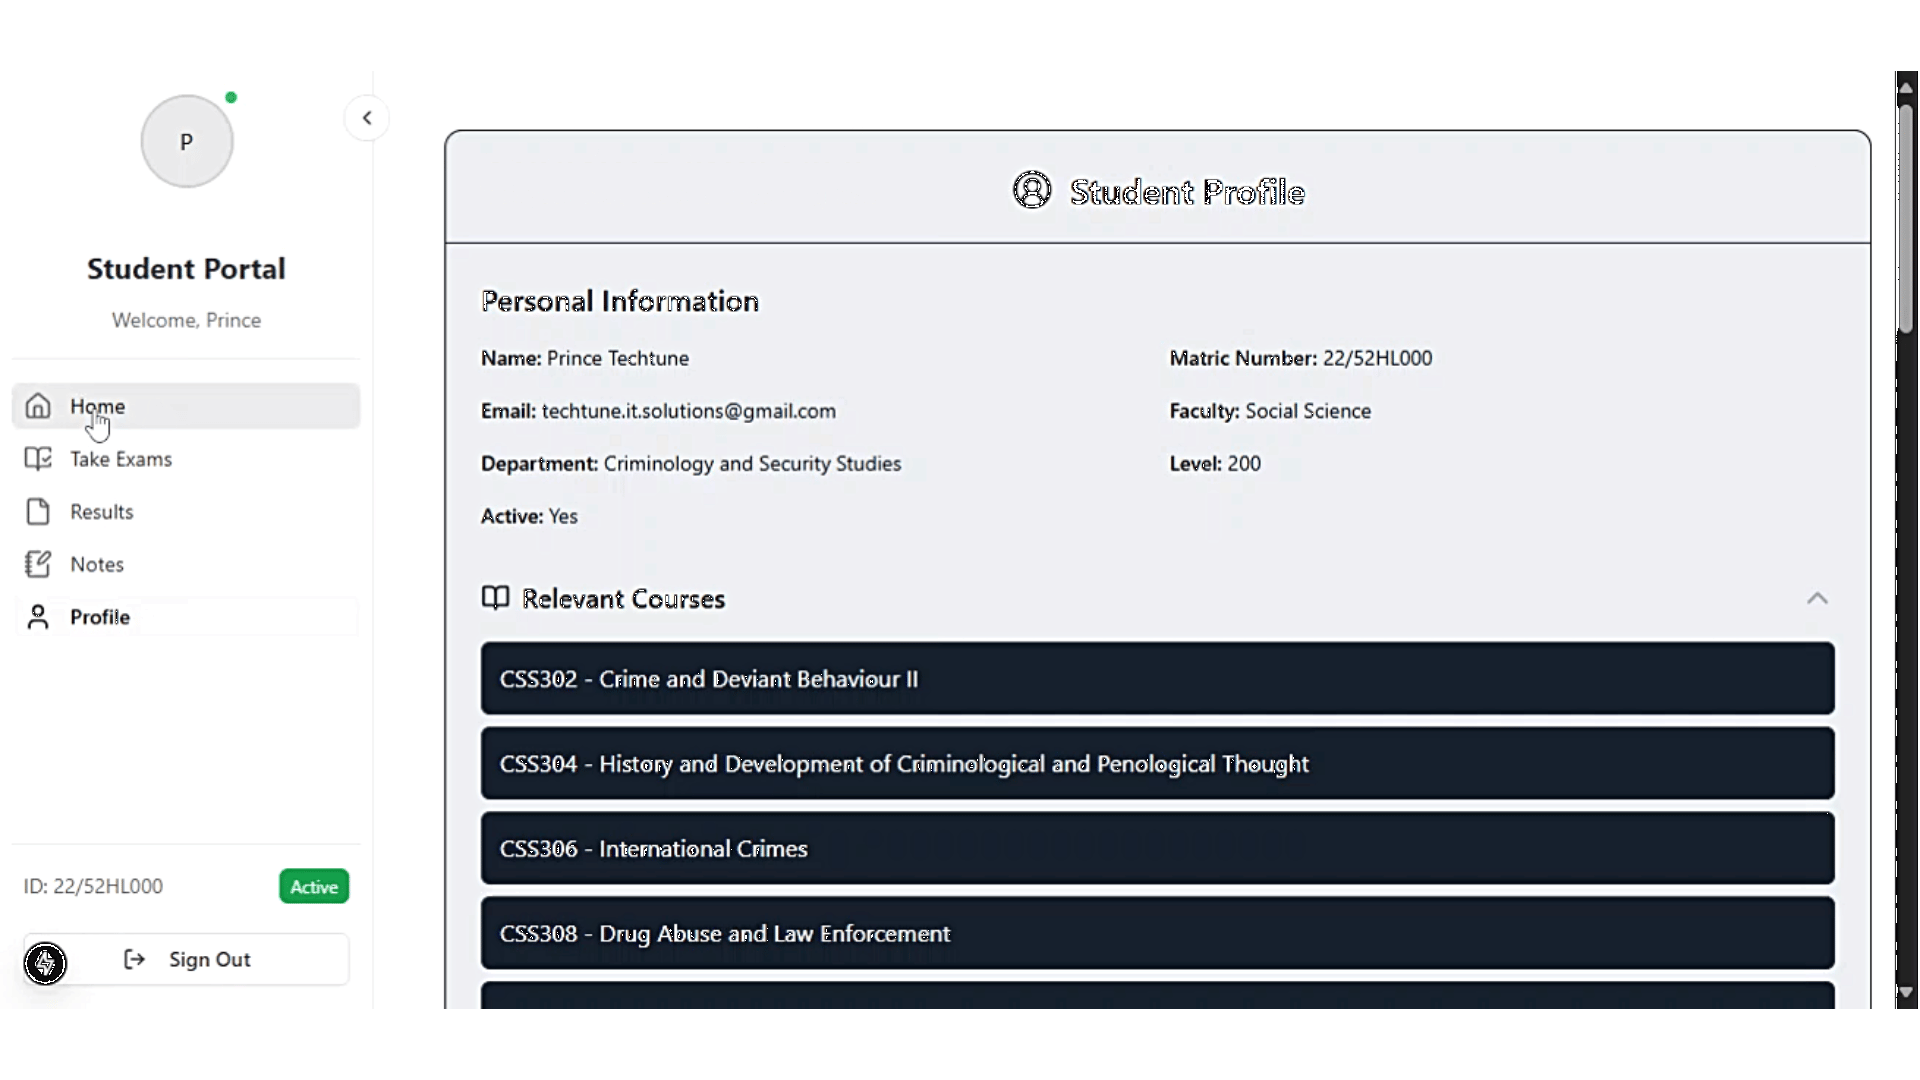 P
Student Portal
Welcome, Prince
Home
Take Exams
Results
Notes
Profile
ID: 22/52HL000
Active
Sign Out
Student Profile
Personal Information
Name: Prince Techtune
Matric Number: 22/52HL000
Email: techtune.it.solutions@gmail.com
Faculty: Social Science
Department: Criminology and Security Studies
Level: 200
Active: Yes
Relevant Courses
CSS302 - Crime and Deviant Behaviour II
CSS304 - History and Development of Criminological and Penological Thought
CSS306 - International Crimes
CSS308 - Drug Abuse and Law Enforcement